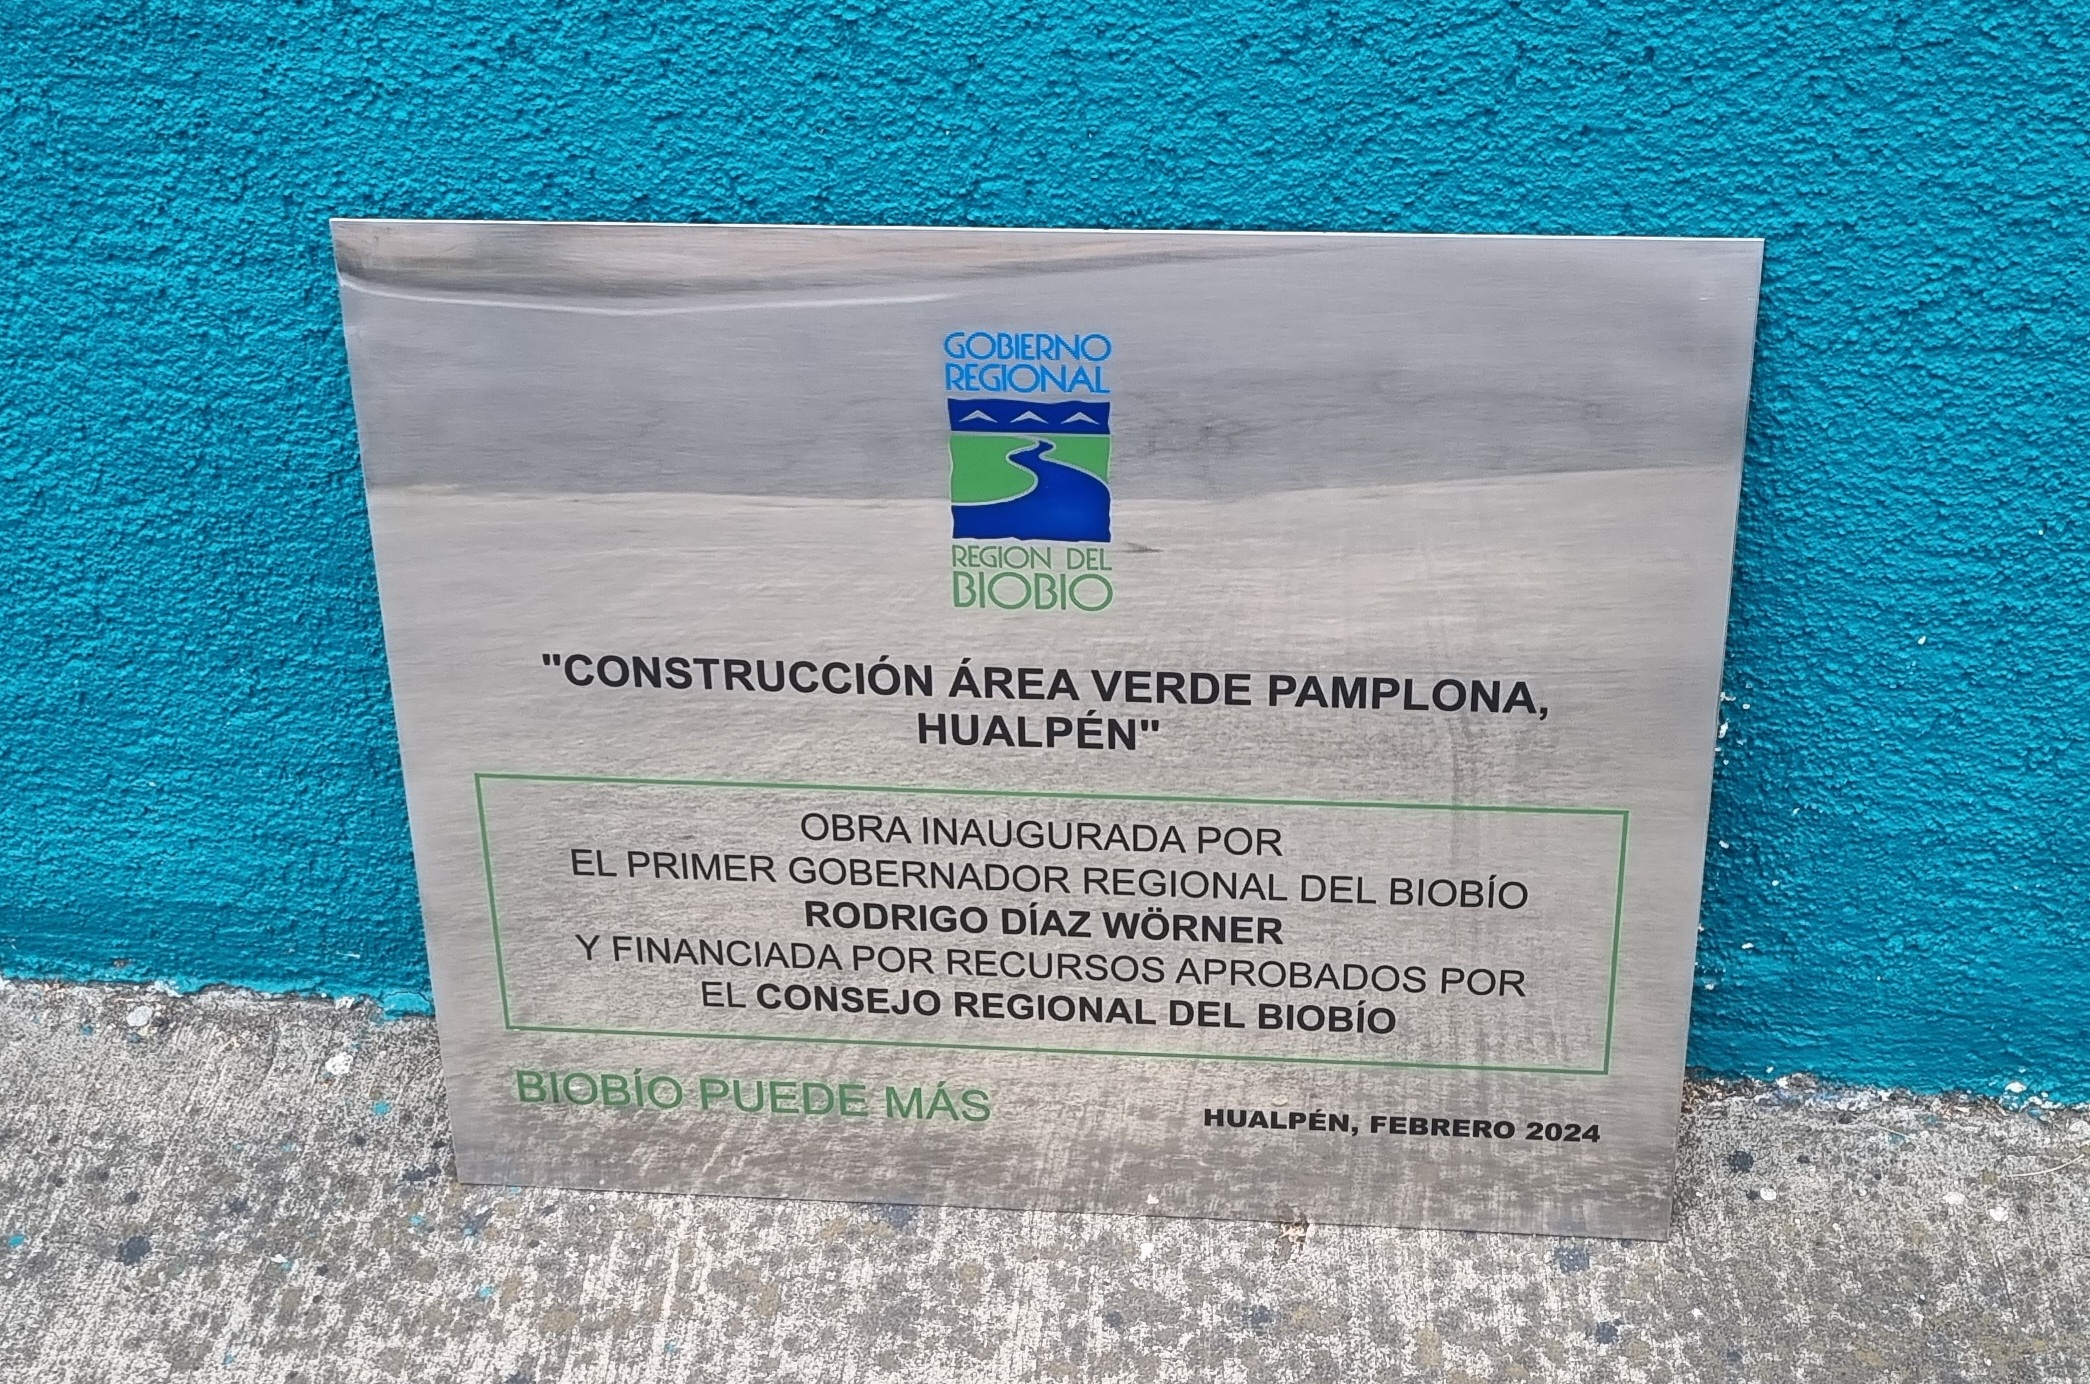 GOBIERNO
REGIONAL
REGION DEL
BIOBIO
"CONSTRUCCIÓN ÁREA VERDE PAMPLONA,
HUALPÉN"
OBRA INAUGURADA POR
EL PRIMER GOBERNADOR REGIONAL DEL BIOBÍO
RODRIGO DÍAZ WÖRNER
Y FINANCIADA POR RECURSOS APROBADOS POR
EL CONSEJO REGIONAL DEL BIOBÍO
BIOBÍO PUEDE MÁS
HUALPÉN, FEBRERO 2024